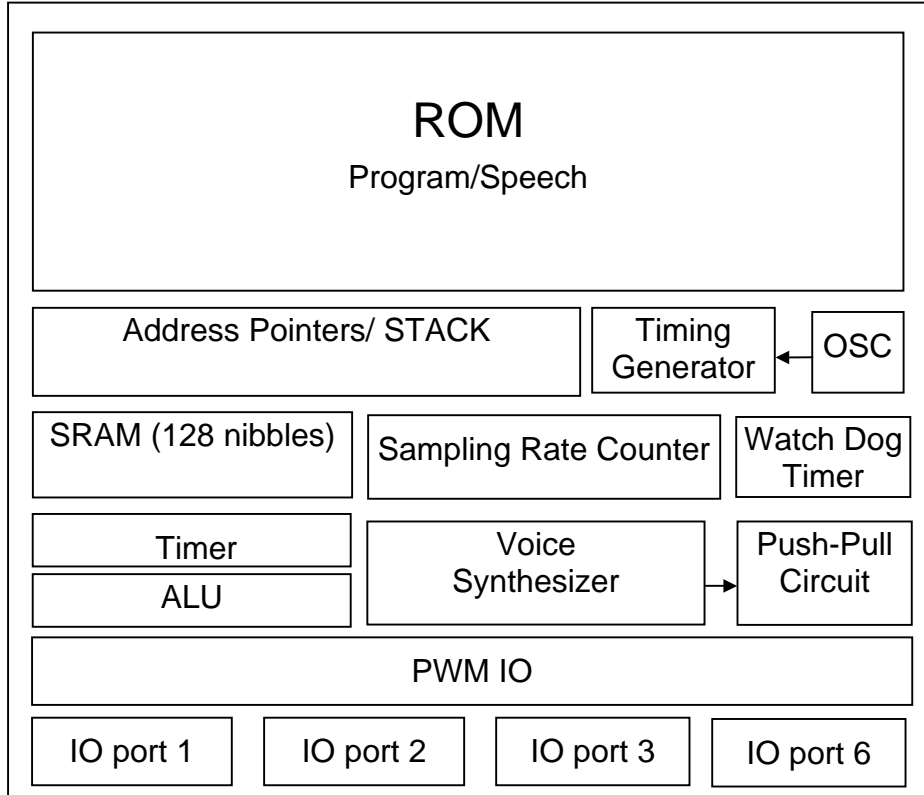 ROM
Program/Speech
Address Pointers/ STACK
Timing
Generator
OSC
SRAM (128 nibbles)
Sampling Rate Counter
Watch Dog
Timer
Timer
ALU
Voice
Synthesizer
Push-Pull
Circuit
PWM IO
IO port 1
IO port 2
IO port 3
IO port 6